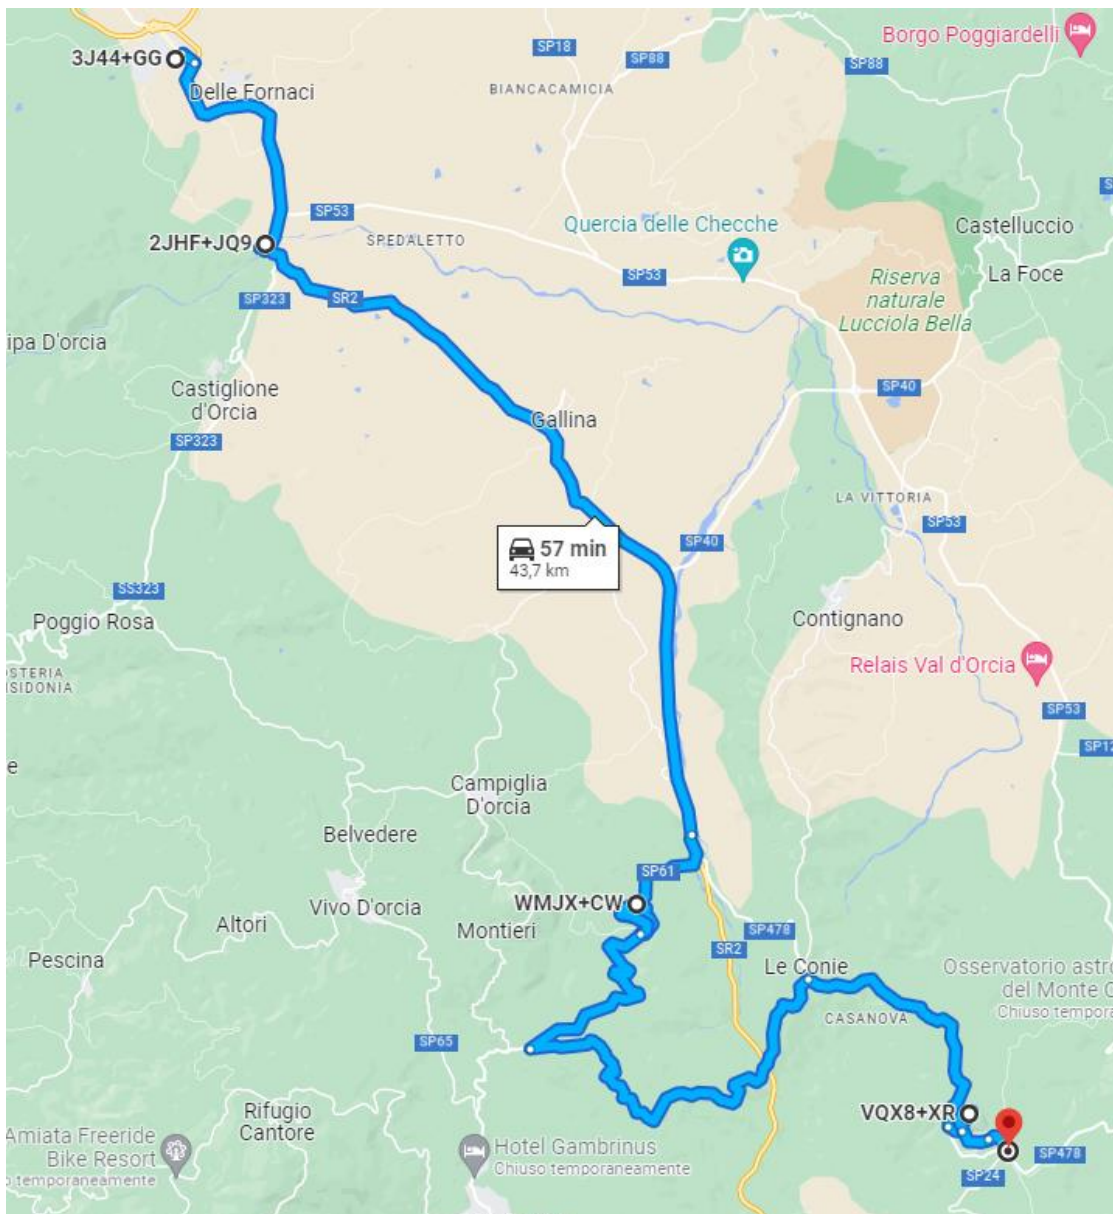 Borgo Poggiardelli
SP18
SP88
SP88
3J44+GG
BIANCACAMICIA
Delle Fornaci
SP53
Quercia delle Checche
Castelluccio
2JHF+JQ9
SPEDALETTO
SP53
La Foce
Riserva
naturale
Lucciola Bella
SP323
SR2
ipa D'orcia
Castiglione
d'Orcia
SP40
Gallina
SP323
LA VITTORIA
SP53
57 min
43,7 km
SP40
SS323
Poggio Rosa
Contignano
OSTERIA
NSIDONIA
Relais Val d'Orcia
SP53
SP12
e
Campiglia
D'orcia
Belvedere
SP61
WMJX+CW
Vivo D'orcia
Altori
Montieri
SP478
SR2
Pescina
Le Conie
Osservatorio astro
del Monte C
Chiuso tempora
CASANOVA
SP65
Rifugio
Cantore
VQX8+XR
Amiata Freeride
Bike Resort
o temporaneamente
Hotel Gambrinus
Chiuso temporaneamente
SP478
SP24